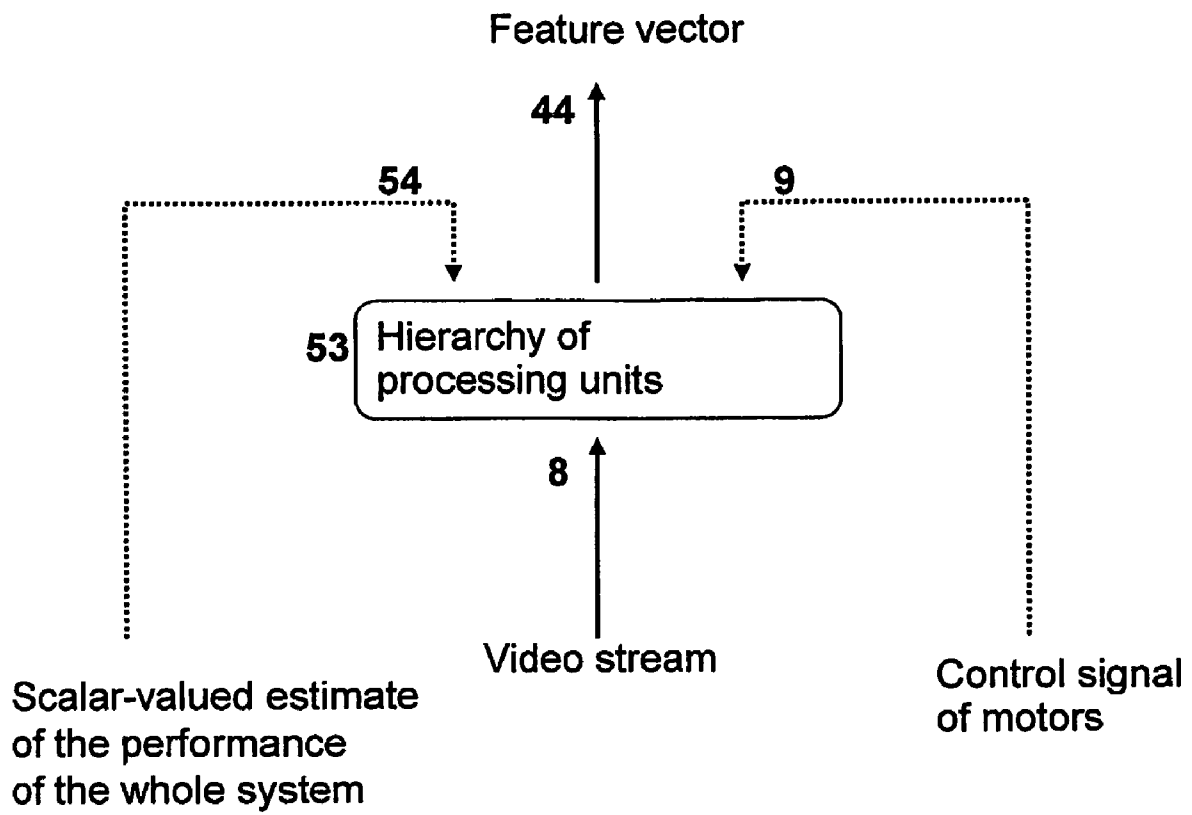 Feature vector
44
54
9
53
Hierarchy of
processing units
8
Video stream
Scalar-valued estimate
of the performance
of the whole system
Control signal
of motors